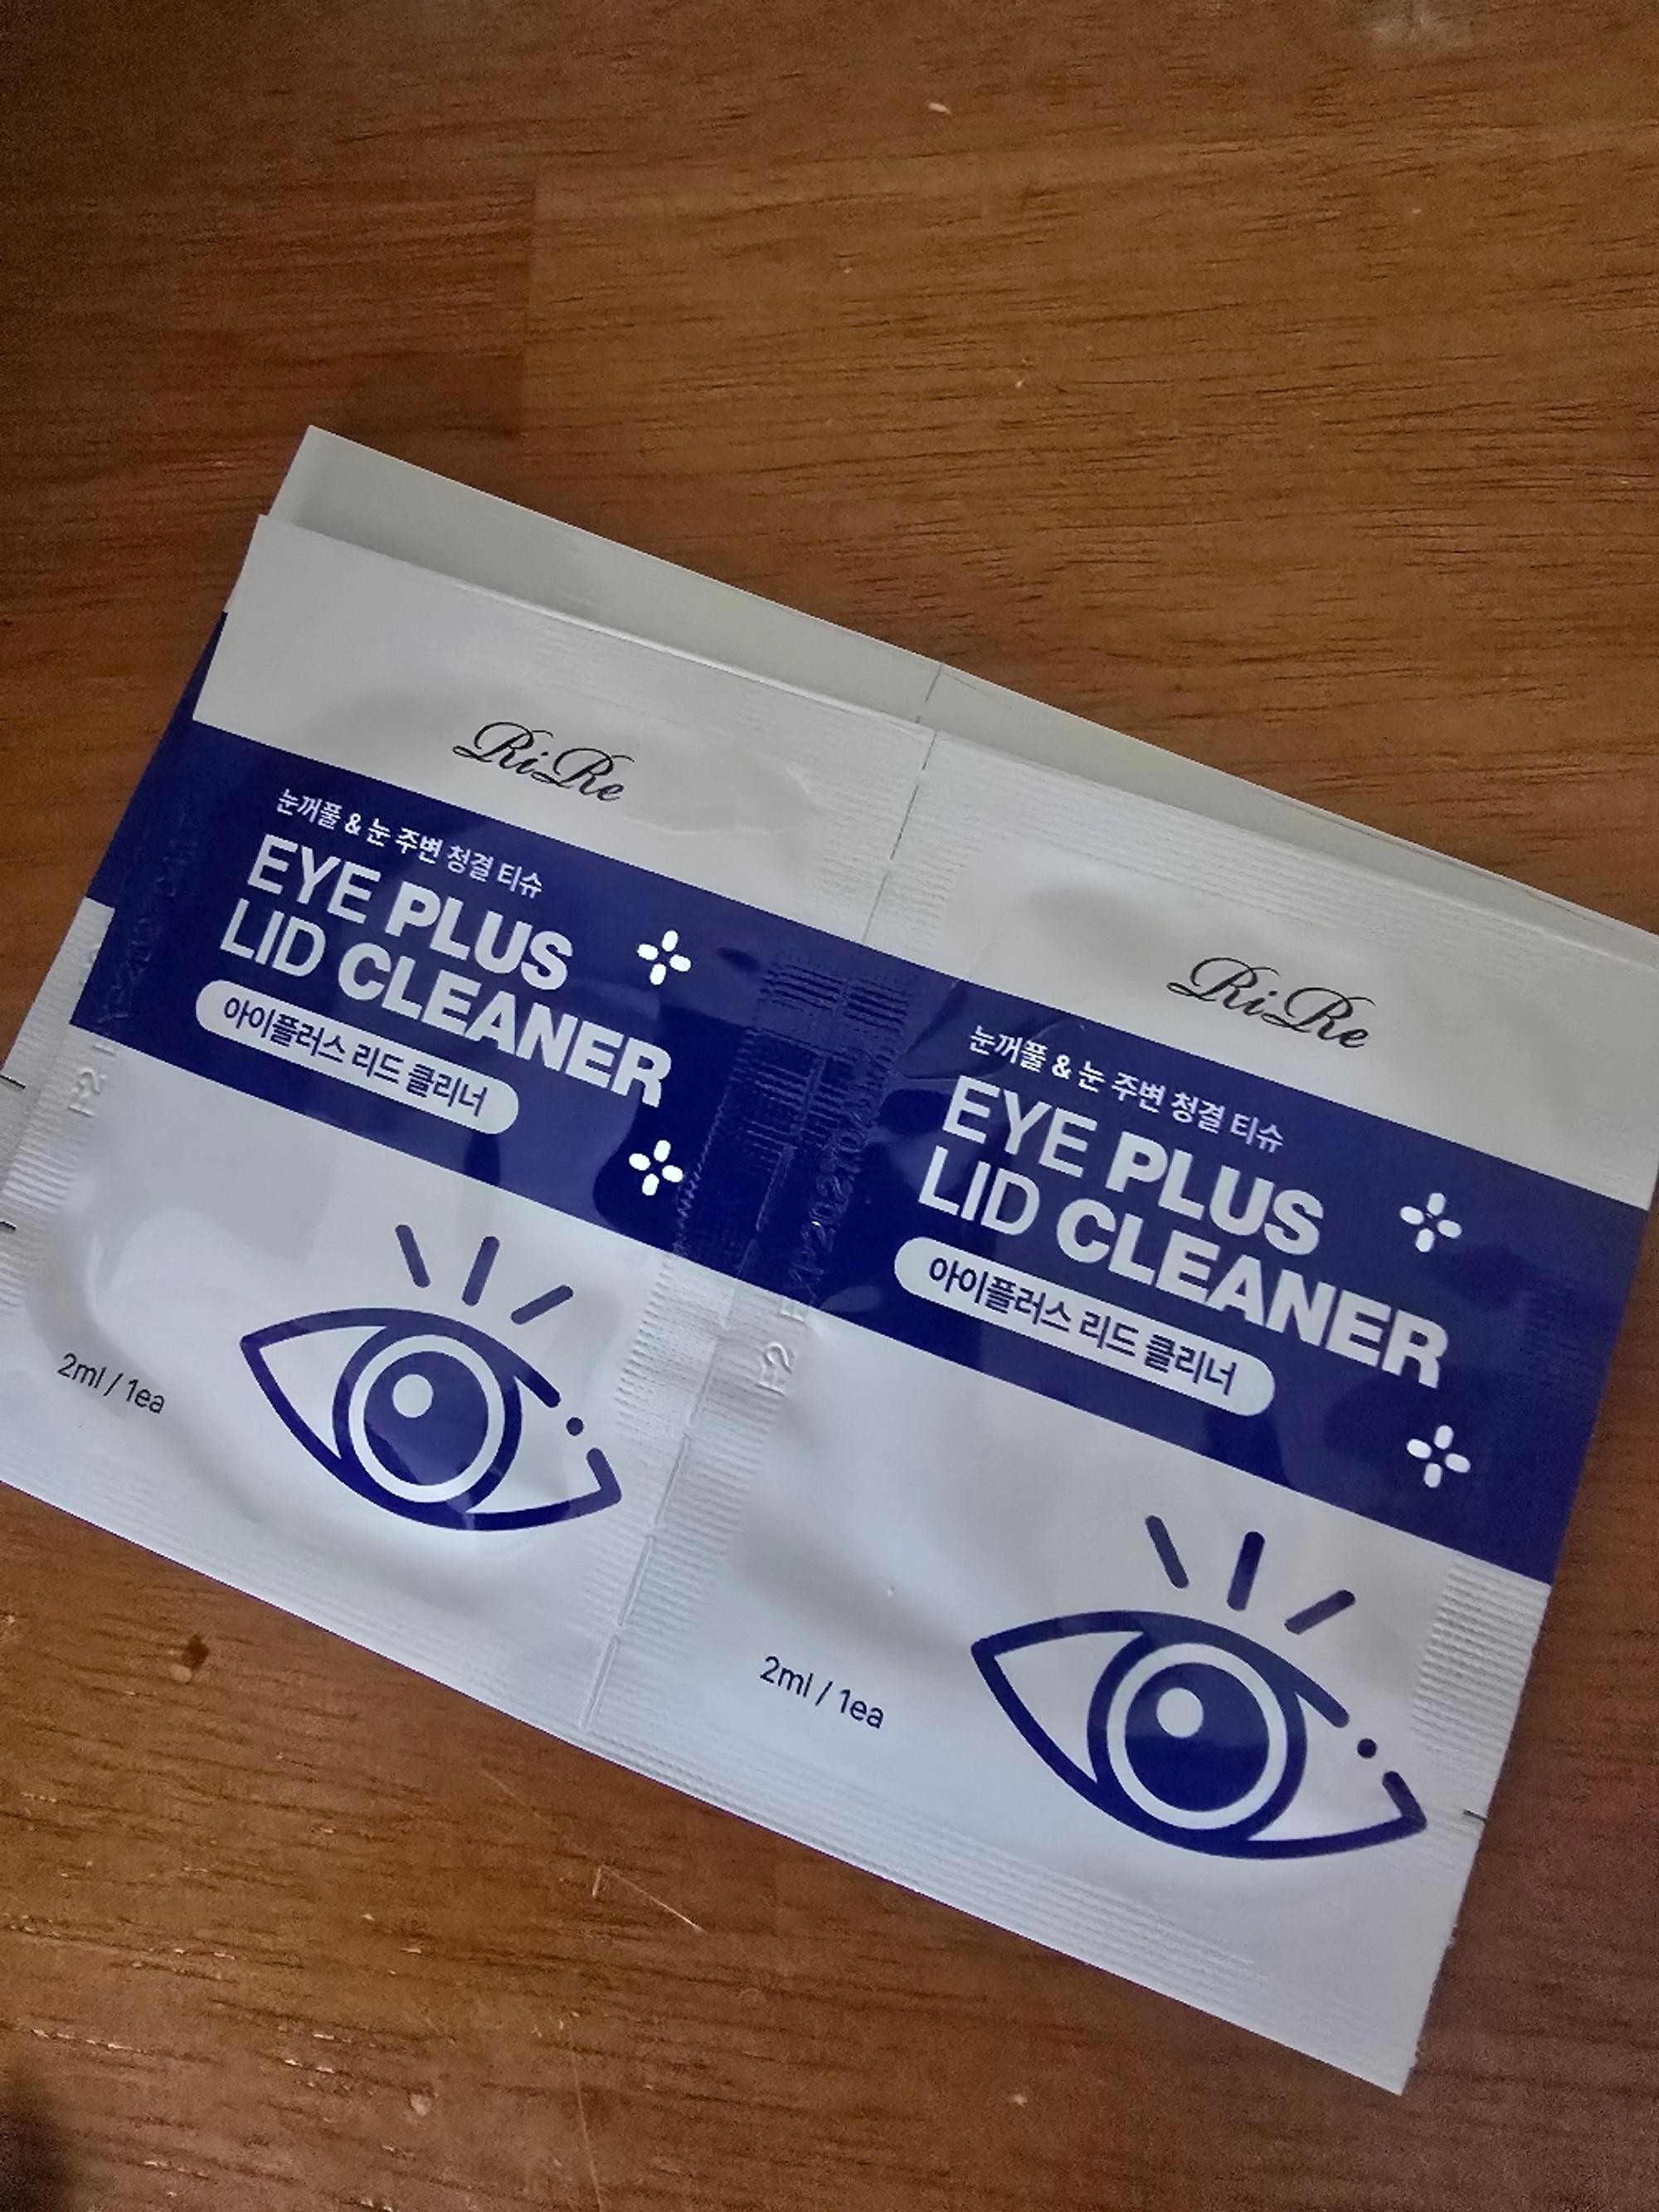 RiRe
눈꺼풀 & 눈 주변 청결 티슈
EYE PLUS
LID CLEANER
아이플러스 리드 클리너
2ml / 1ea
RiRe
눈꺼풀 & 눈 주변 청결 티슈
EYE PLUS
LID CLEANER
아이플러스 리드 클리너
2ml / 1ea